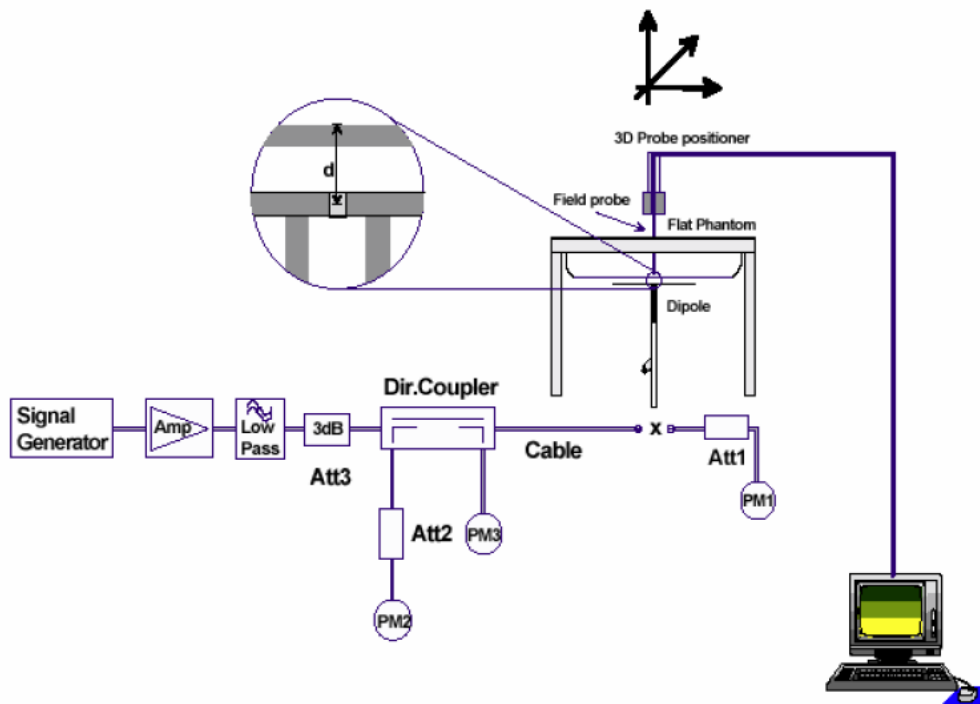 3D Probe positioner
d
Field probe
Flat Phantom
Dipole
Dir.Coupler
Signal
Generator
Amp
Low
Pass
3dB
Att3
Cable
x
Att1
PM1
Att2
PM3
PM2